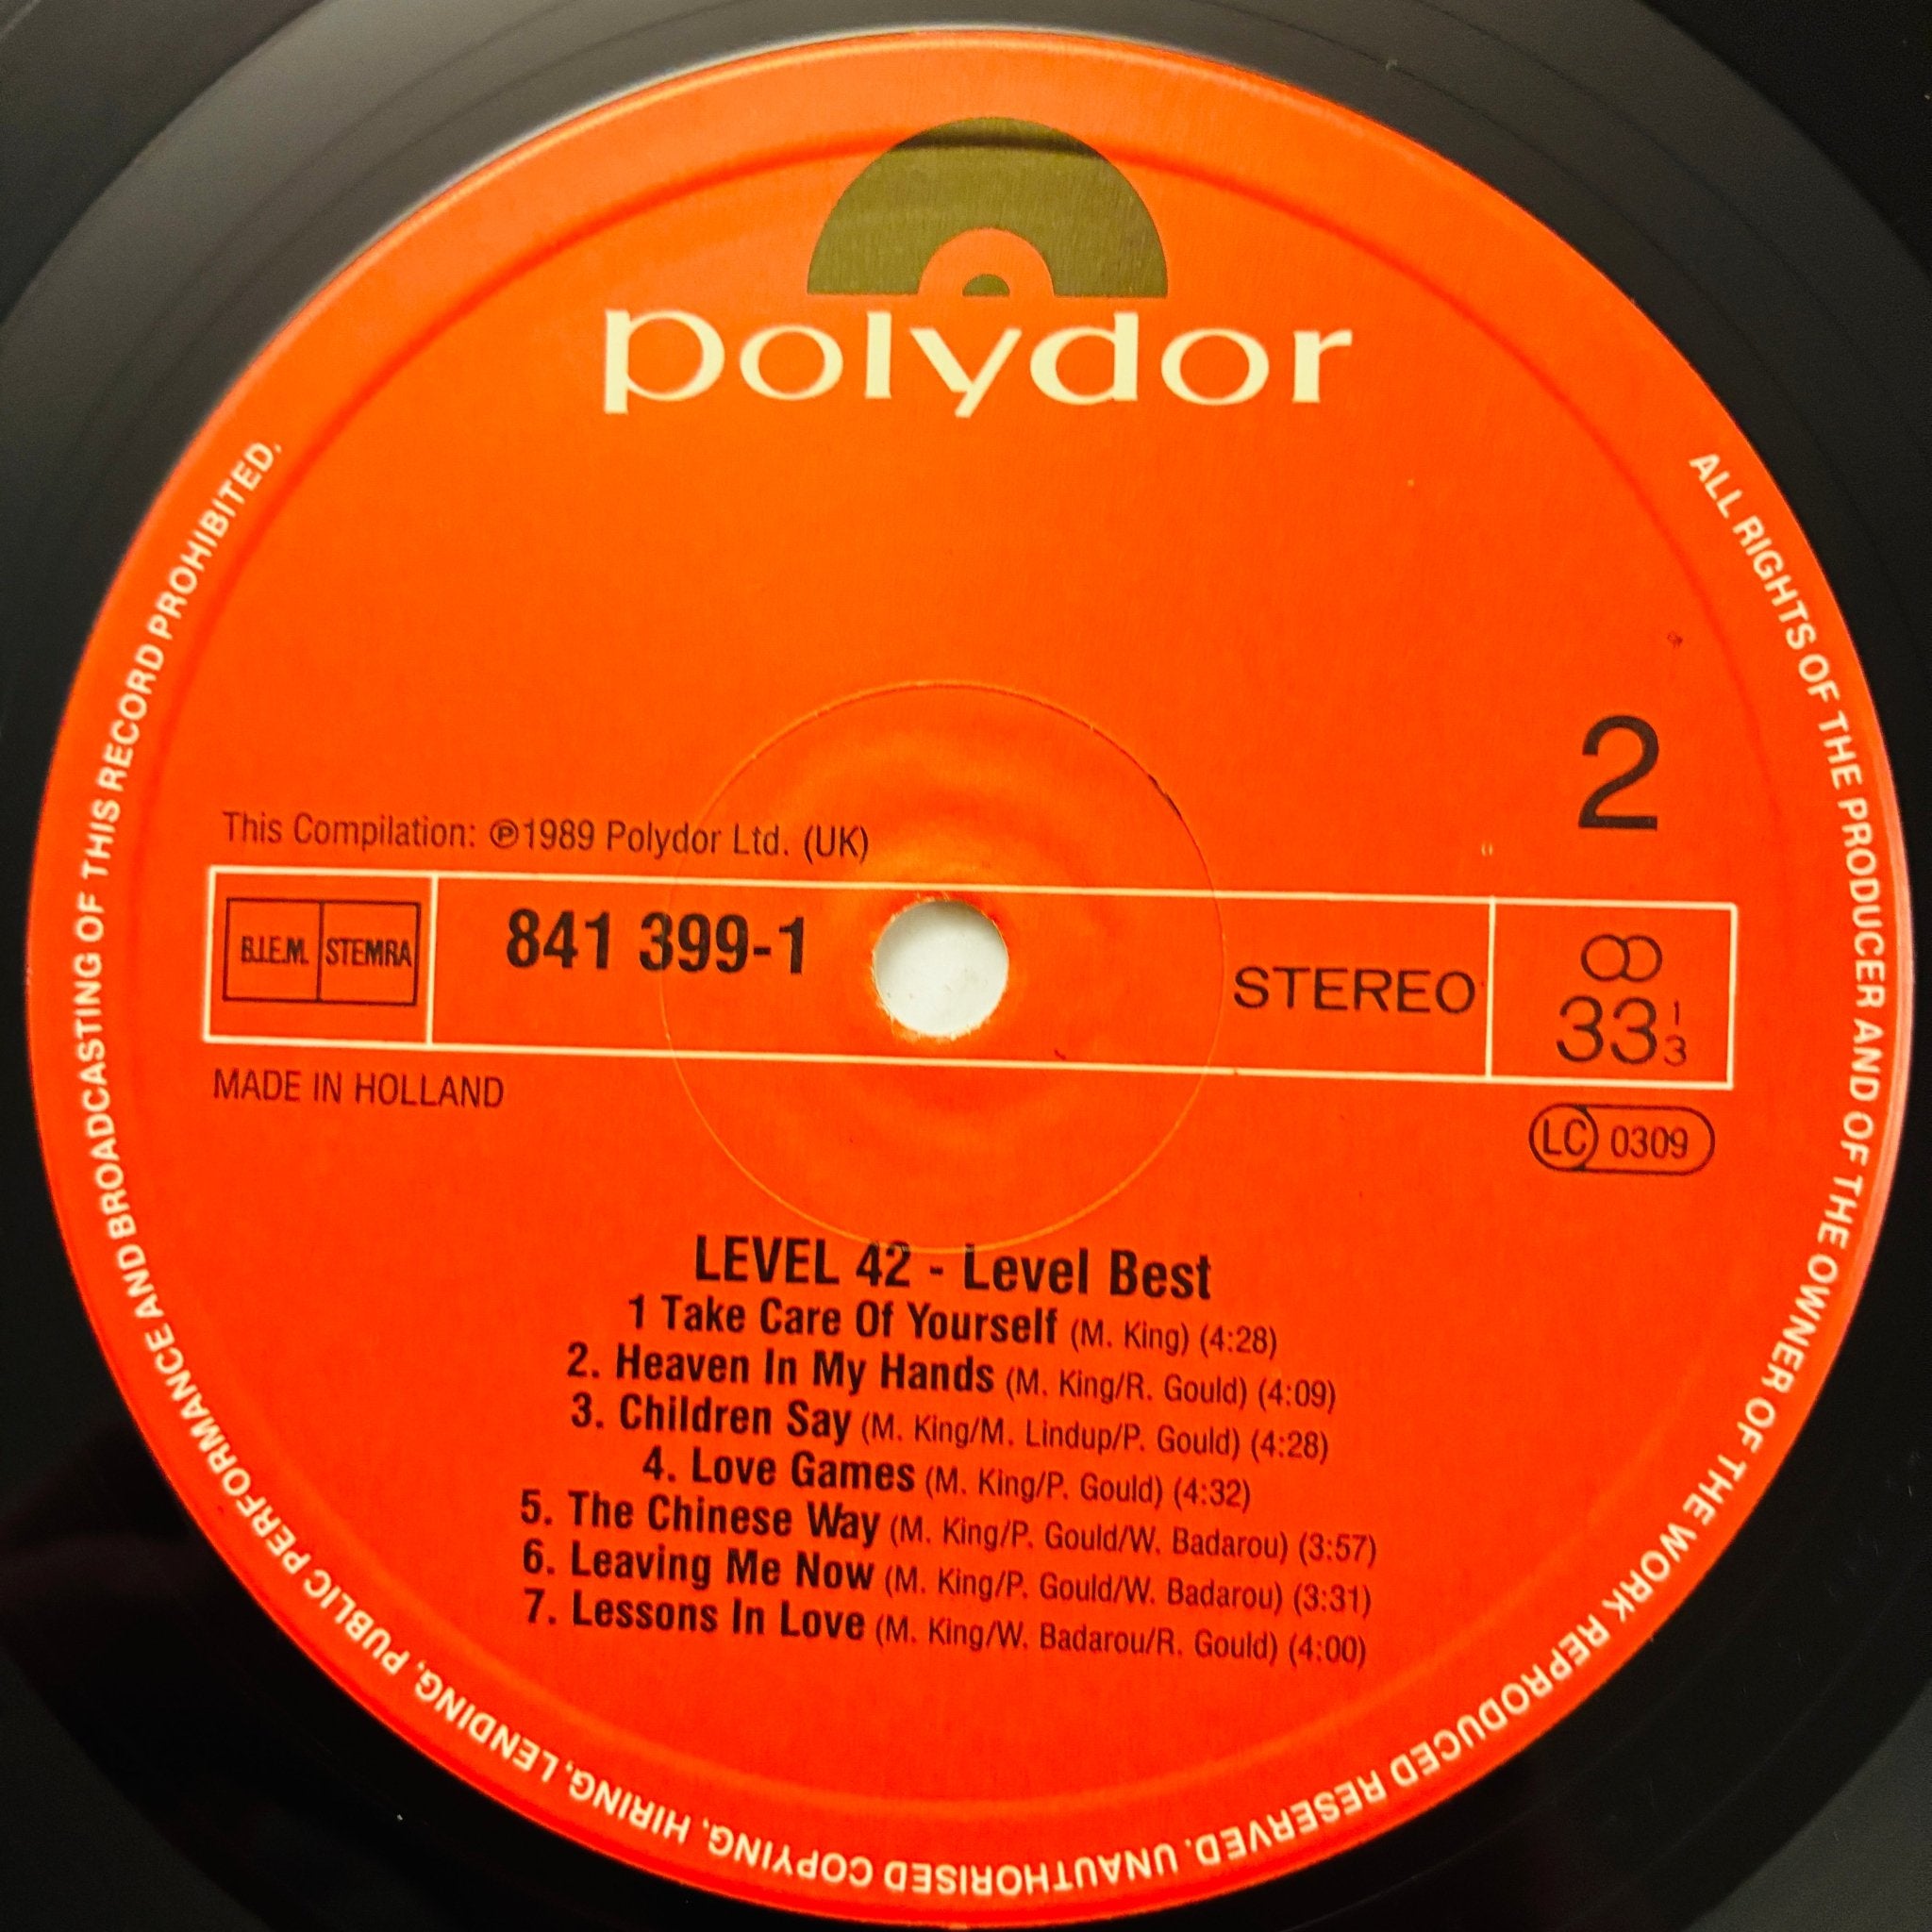 polydor
2
This Compilation: ℗1989 Polydor Ltd. (UK)
B.I.E.M. STEMRA
841 399-1
STEREO
33 1/3
MADE IN HOLLAND
LC 0309
LEVEL 42 - Level Best
1 Take Care Of Yourself (M. King) (4:28)
2. Heaven In My Hands (M. King/R. Gould) (4:09)
3. Children Say (M. King/M. Lindup/P. Gould) (4:28)
4. Love Games (M. King/P. Gould) (4:32)
5. The Chinese Way (M. King/P. Gould/W. Badarou) (3:57)
6. Leaving Me Now (M. King/P. Gould/W. Badarou) (3:31)
7. Lessons In Love (M. King/W. Badarou/R. Gould) (4:00)
ALL RIGHTS OF THE PRODUCER AND OF THE OWNER OF THE WORK REPRODUCED RESERVED. UNAUTHORISED COPYING, HIRING, LENDING, PUBLIC PERFORMANCE AND BROADCASTING OF THIS RECORD PROHIBITED.